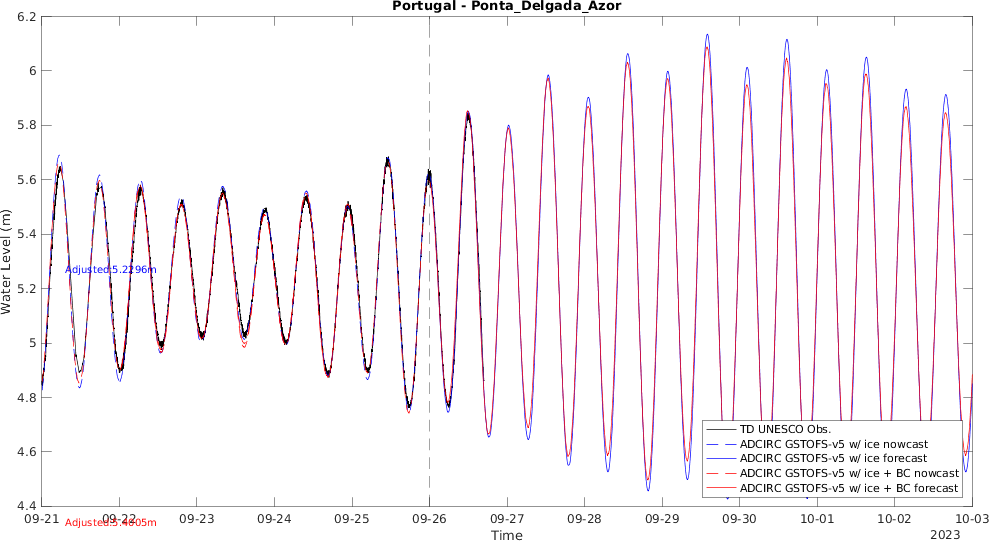 Portugal - Ponta_Delgada_Azor
6.2
6
5.8
5.6
5.4
5.2
5
4.8
4.6
4.4
Water Level (m)
Adjusted:5.2296m
TD UNESCO Obs.
ADCIRC GSTOFS-v5 w/ ice nowcast
ADCIRC GSTOFS-v5 w/ ice forecast
ADCIRC GSTOFS-v5 w/ ice + BC nowcast
ADCIRC GSTOFS-v5 w/ ice + BC forecast
09-21 09-22 09-23 09-24 09-25 09-26 09-27 09-28 09-29 09-30 10-01 10-02 10-03
Time
2023